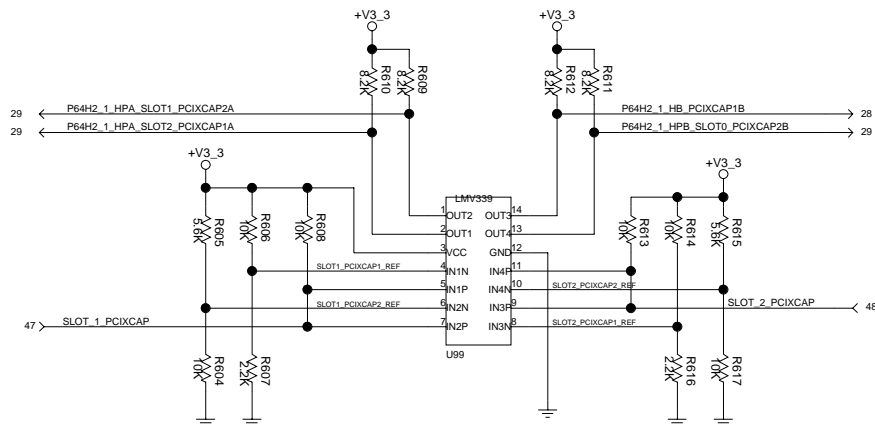 +V3_3
+V3_3
R610
8.2K
R609
8.2K
R612
8.2K
R611
8.2K
29
P64H2_1_HPA_SLOT1_PCIXCAP2A
P64H2_1_HB_PCIXCAP1B
28
29
P64H2_1_HPA_SLOT2_PCIXCAP1A
P64H2_1_HPB_SLOT0_PCIXCAP2B
29
+V3_3
+V3_3
LMV339
R605
5.6K
R606
10K
R608
10K
1
OUT2
OUT3
14
2
OUT1
OUT4
13
3
VCC
GND
12
R613
10K
R614
10K
R615
5.6K
SLOT1_PCIXCAP1_REF
4
IN1N
IN4P
11
5
IN1P
IN4N
10
SLOT2_PCIXCAP2_REF
SLOT1_PCIXCAP2_REF
6
IN2N
IN3P
9
SLOT_2_PCIXCAP
48
47
SLOT_1_PCIXCAP
7
IN2P
IN3N
8
SLOT2_PCIXCAP1_REF
U99
R604
10K
R607
2.2K
R616
2.2K
R617
10K